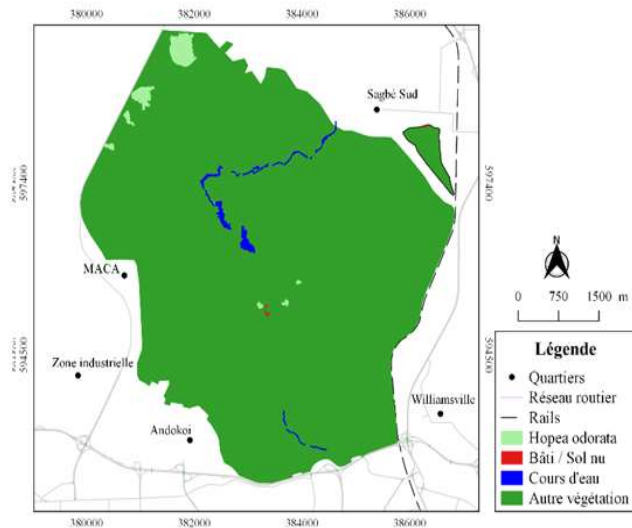 380000 382000 384000 386000
Sagbé Sud
597400
597400
N
MACA
0 750 1500 m
594500
Légende
Zone industrielle
Quartiers
Réseau routier
Williamsville
Rails
Andokoi
Hopea odorata
Bâti / Sol nu
Cours d'eau
Autre végétation
380000 382000 384000 386000